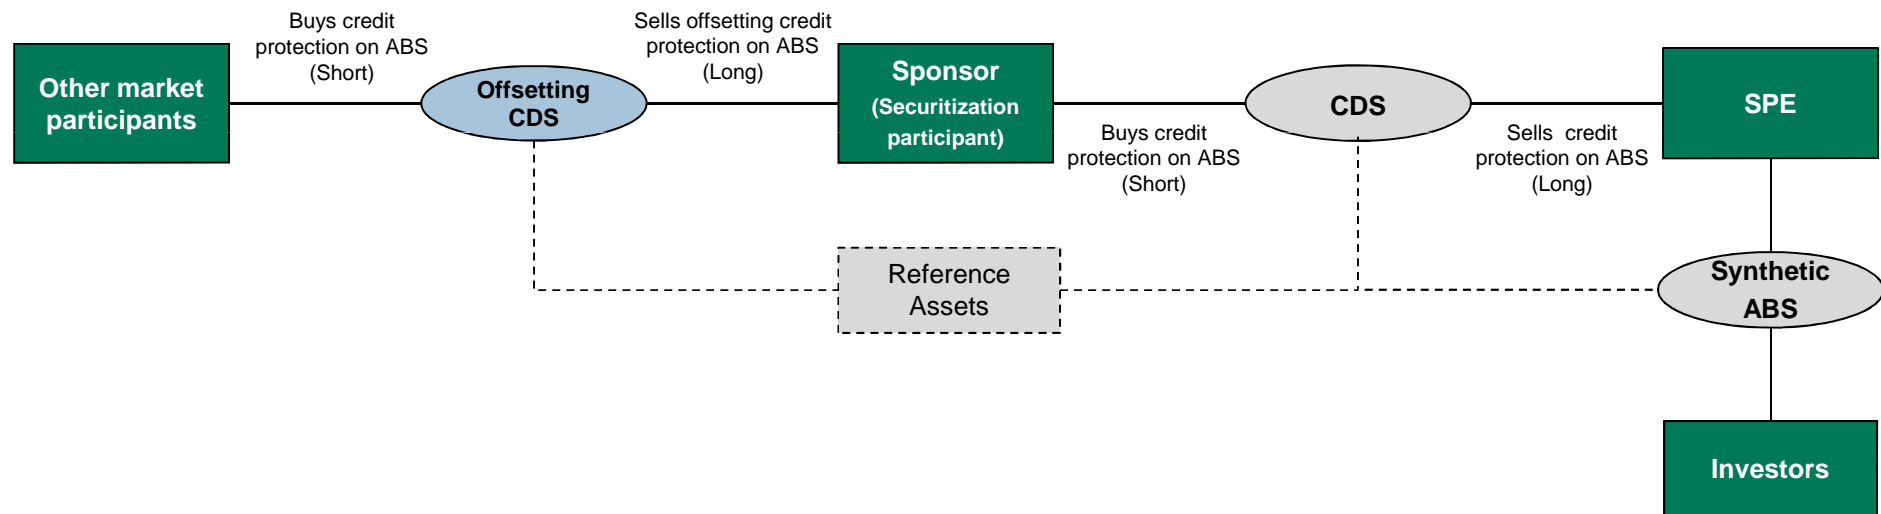 Buys credit
protection on ABS
(Short)
Sells offsetting credit
protection on ABS
(Long)
Other market
participants
Offsetting
CDS
Sponsor
(Securitization
participant)
CDS
SPE
Buys credit
protection on ABS
(Short)
Sells credit
protection on ABS
(Long)
Reference
Assets
Synthetic
ABS
Investors